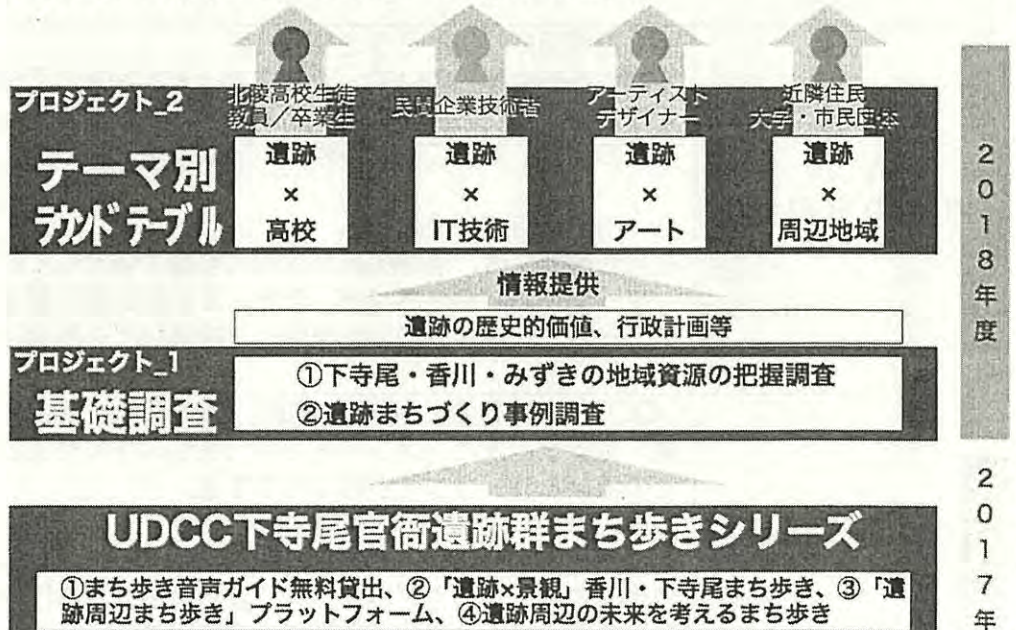 プロジェクト_2
テーマ別
ラウンドテーブル
北陵高校生徒
教員／卒業生
民間企業技術者
アーティスト
デザイナー
近隣住民
大学・市民団体
遺跡
×
高校
遺跡
×
IT技術
遺跡
×
アート
遺跡
×
周辺地域
2018年度
情報提供
遺跡の歴史的価値、行政計画等
プロジェクト_1
基礎調査
①下寺尾・香川・みずきの地域資源の把握調査
②遺跡まちづくり事例調査
UDCC下寺尾官衙遺跡群まち歩きシリーズ
①まち歩き音声ガイド無料貸出、②「遺跡×景観」香川・下寺尾まち歩き、③「遺
跡周辺まち歩き」プラットフォーム、④遺跡周辺の未来を考えるまち歩き
2017年